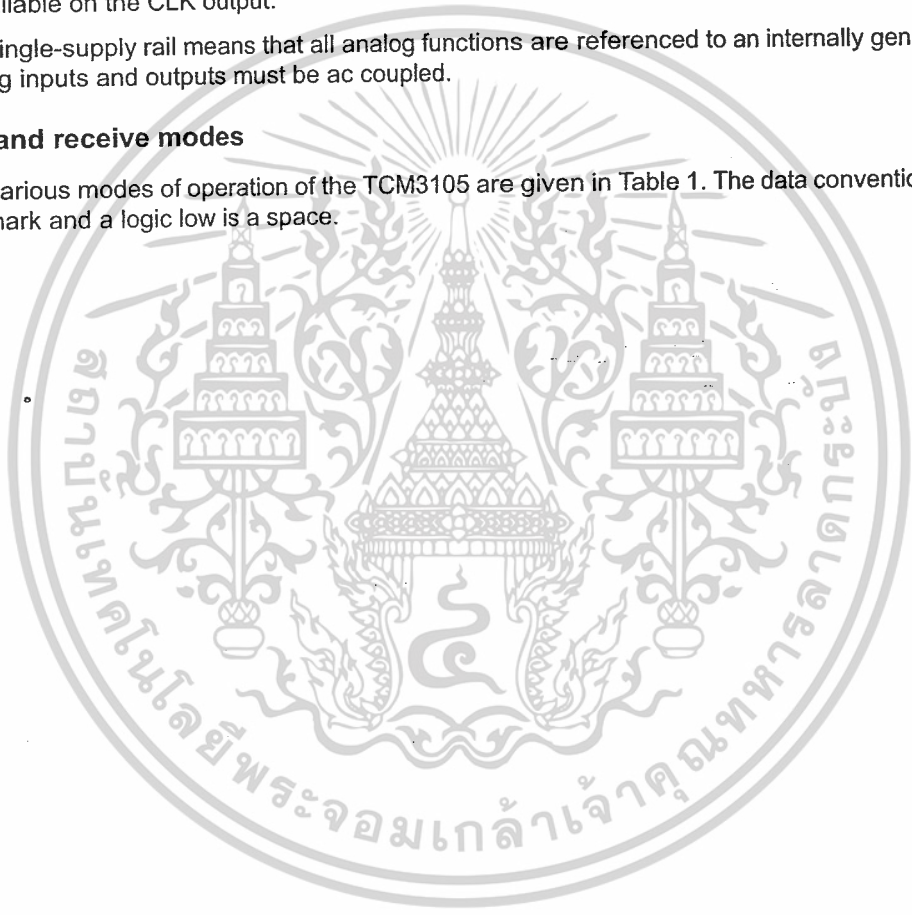 ilable on the CLK output.
ingle-supply rail means that all analog functions are referenced to an internally gen
g inputs and outputs must be ac coupled.
and receive modes
arious modes of operation of the TCM3105 are given in Table 1. The data conventio
mark and a logic low is a space.
สถาบันเทคโนโลยีพระจอมเกล้าเจ้าคุณทหารลาดกระบัง